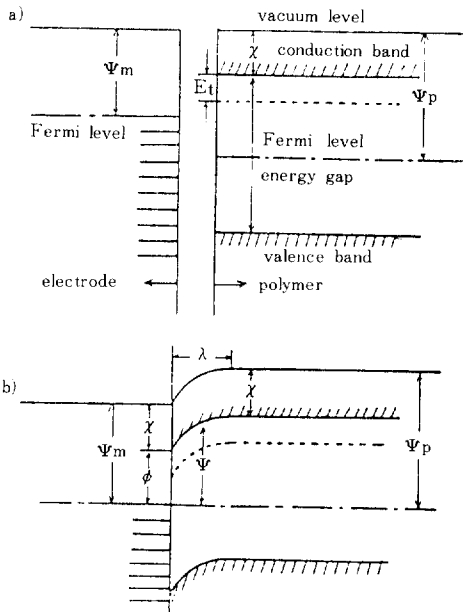 a)
vacuum level
χ
conduction band
Ψm
Et
Ψp
Fermi level
Fermi level
energy gap
valence band
electrode
polymer
b)
λ
χ
χ
Ψm
Ψ
Ψp
ϕ